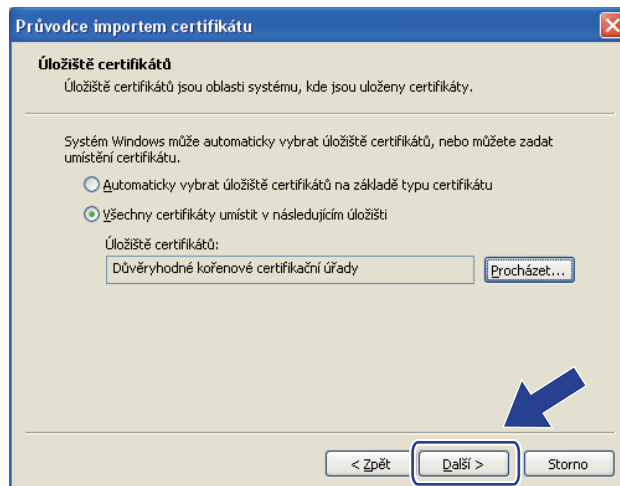 Průvodce importem certifikátu
Úložiště certifikátů
Úložiště certifikátů jsou oblasti systému, kde jsou uloženy certifikáty.
Systém Windows může automaticky vybrat úložiště certifikátů, nebo můžete zadat
umístění certifikátu.
Automaticky vybrat úložiště certifikátů na základě typu certifikátu
Všechny certifikáty umístit v následujícím úložišti
Úložiště certifikátů:
Důvěryhodné kořenové certifikační úřady
Procházet...
< Zpět
Další >
Storno